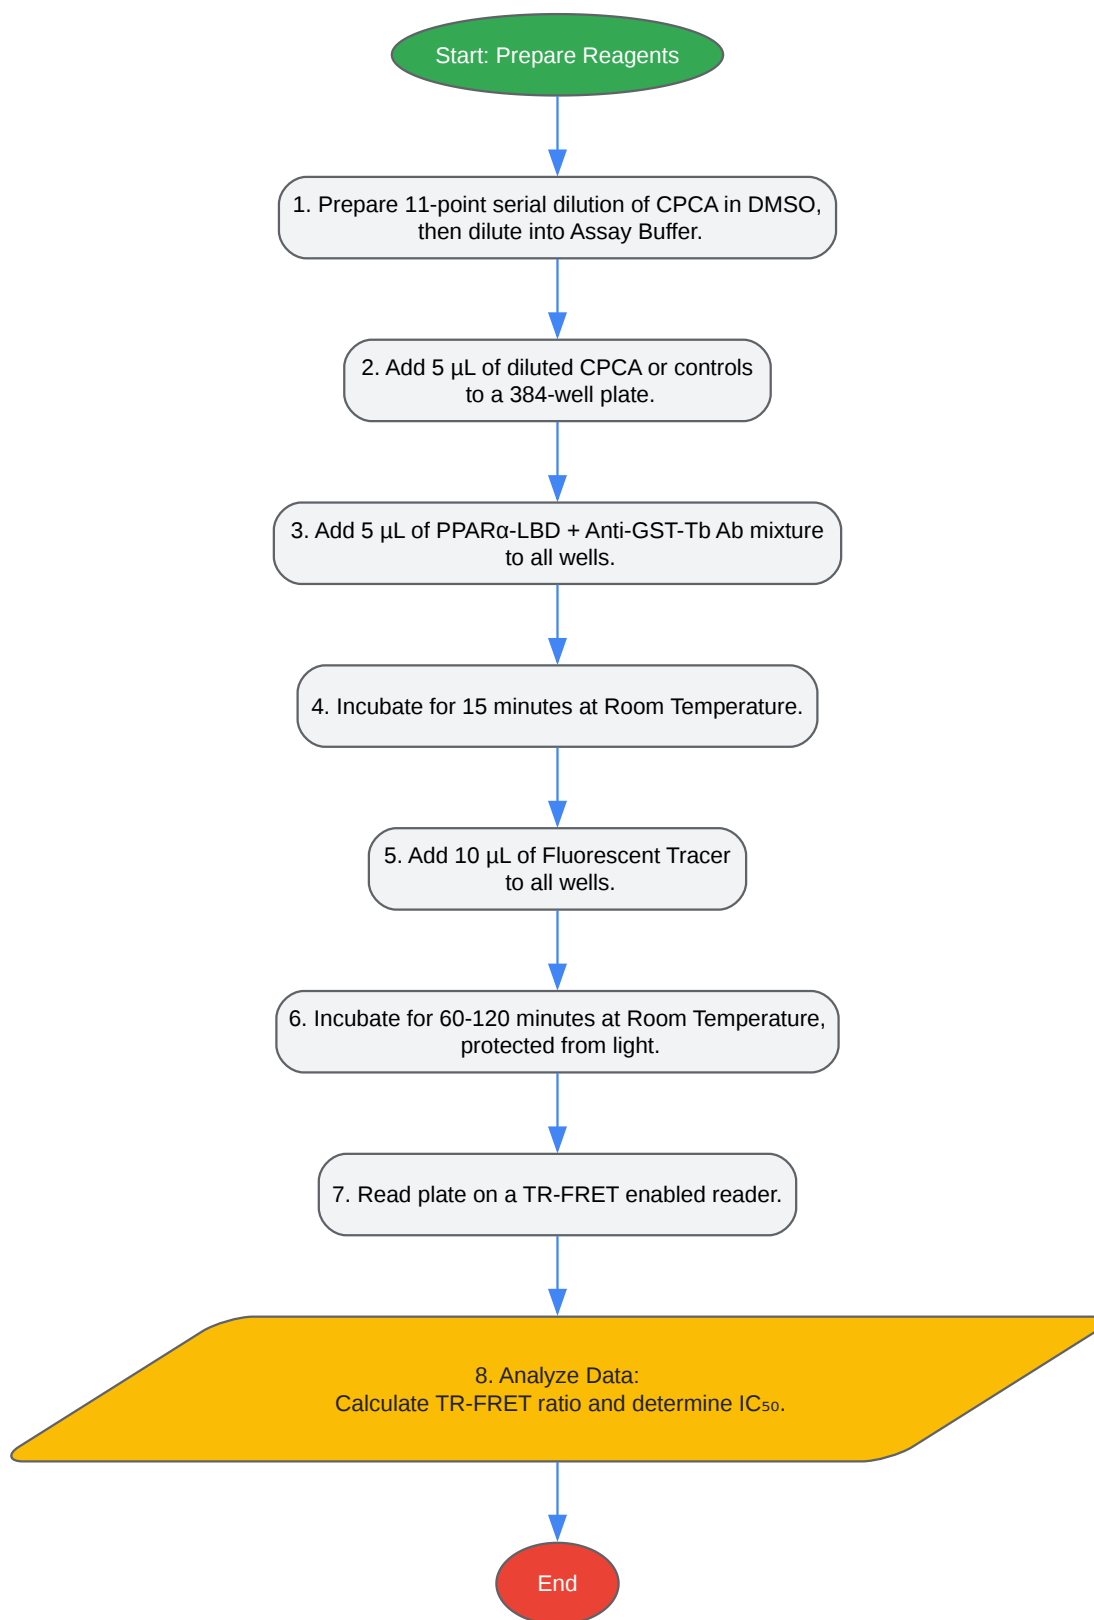 Start: Prepare Reagents
1. Prepare 11-point serial dilution of CPCA in DMSO,
then dilute into Assay Buffer.
2. Add 5 µL of diluted CPCA or controls
to a 384-well plate.
3. Add 5 µL of PPARα-LBD + Anti-GST-Tb Ab mixture
to all wells.
4. Incubate for 15 minutes at Room Temperature.
5. Add 10 µL of Fluorescent Tracer
to all wells.
6. Incubate for 60-120 minutes at Room Temperature,
protected from light.
7. Read plate on a TR-FRET enabled reader.
8. Analyze Data:
Calculate TR-FRET ratio and determine IC₅₀.
End